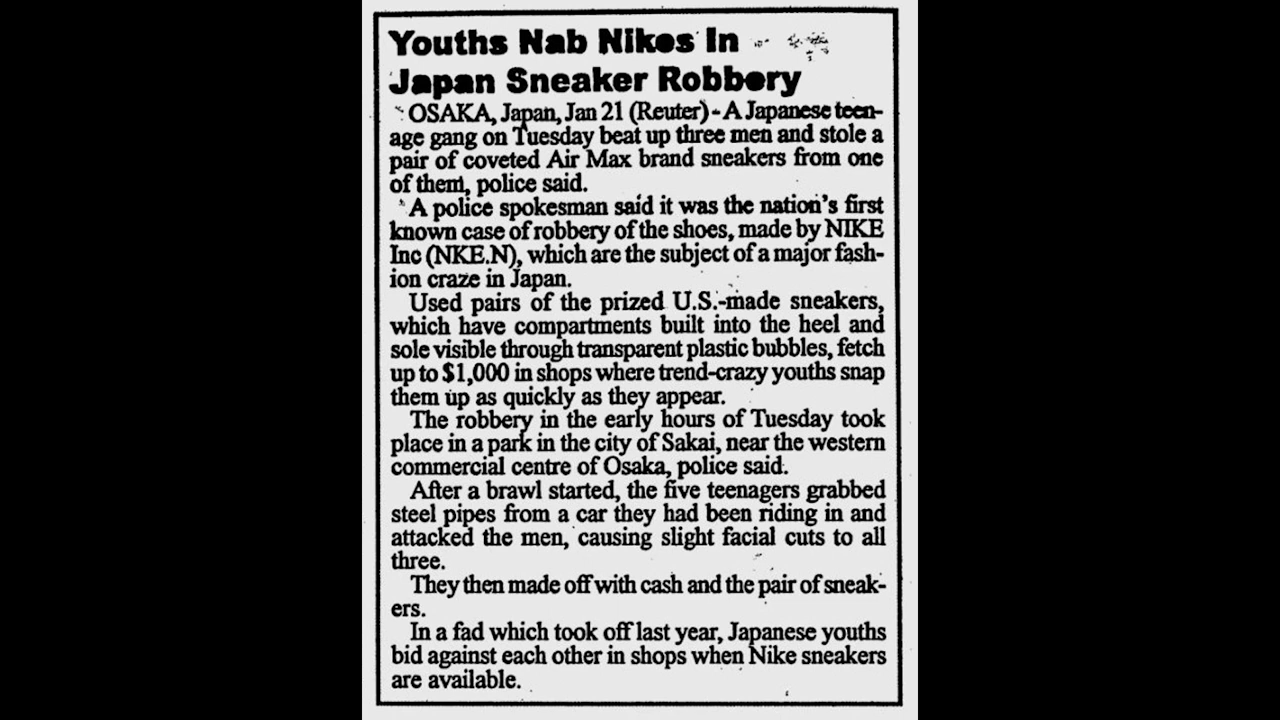 Youths Nab Nikes In
Japan Sneaker Robbery
OSAKA, Japan, Jan 21 (Reuter) - A Japanese teen-
age gang on Tuesday beat up three men and stole a
pair of coveted Air Max brand sneakers from one
of them, police said.
A police spokesman said it was the nation's first
known case of robbery of the shoes, made by NIKE
Inc (NKE.N), which are the subject of a major fash-
ion craze in Japan.
Used pairs of the prized U.S.-made sneakers,
which have compartments built into the heel and
sole visible through transparent plastic bubbles, fetch
up to $1,000 in shops where trend-crazy youths snap
them up as quickly as they appear.
The robbery in the early hours of Tuesday took
place in a park in the city of Sakai, near the western
commercial centre of Osaka, police said.
After a brawl started, the five teenagers grabbed
steel pipes from a car they had been riding in and
attacked the men, causing slight facial cuts to all
three.
They then made off with cash and the pair of sneak-
ers.
In a fad which took off last year, Japanese youths
bid against each other in shops when Nike sneakers
are available.